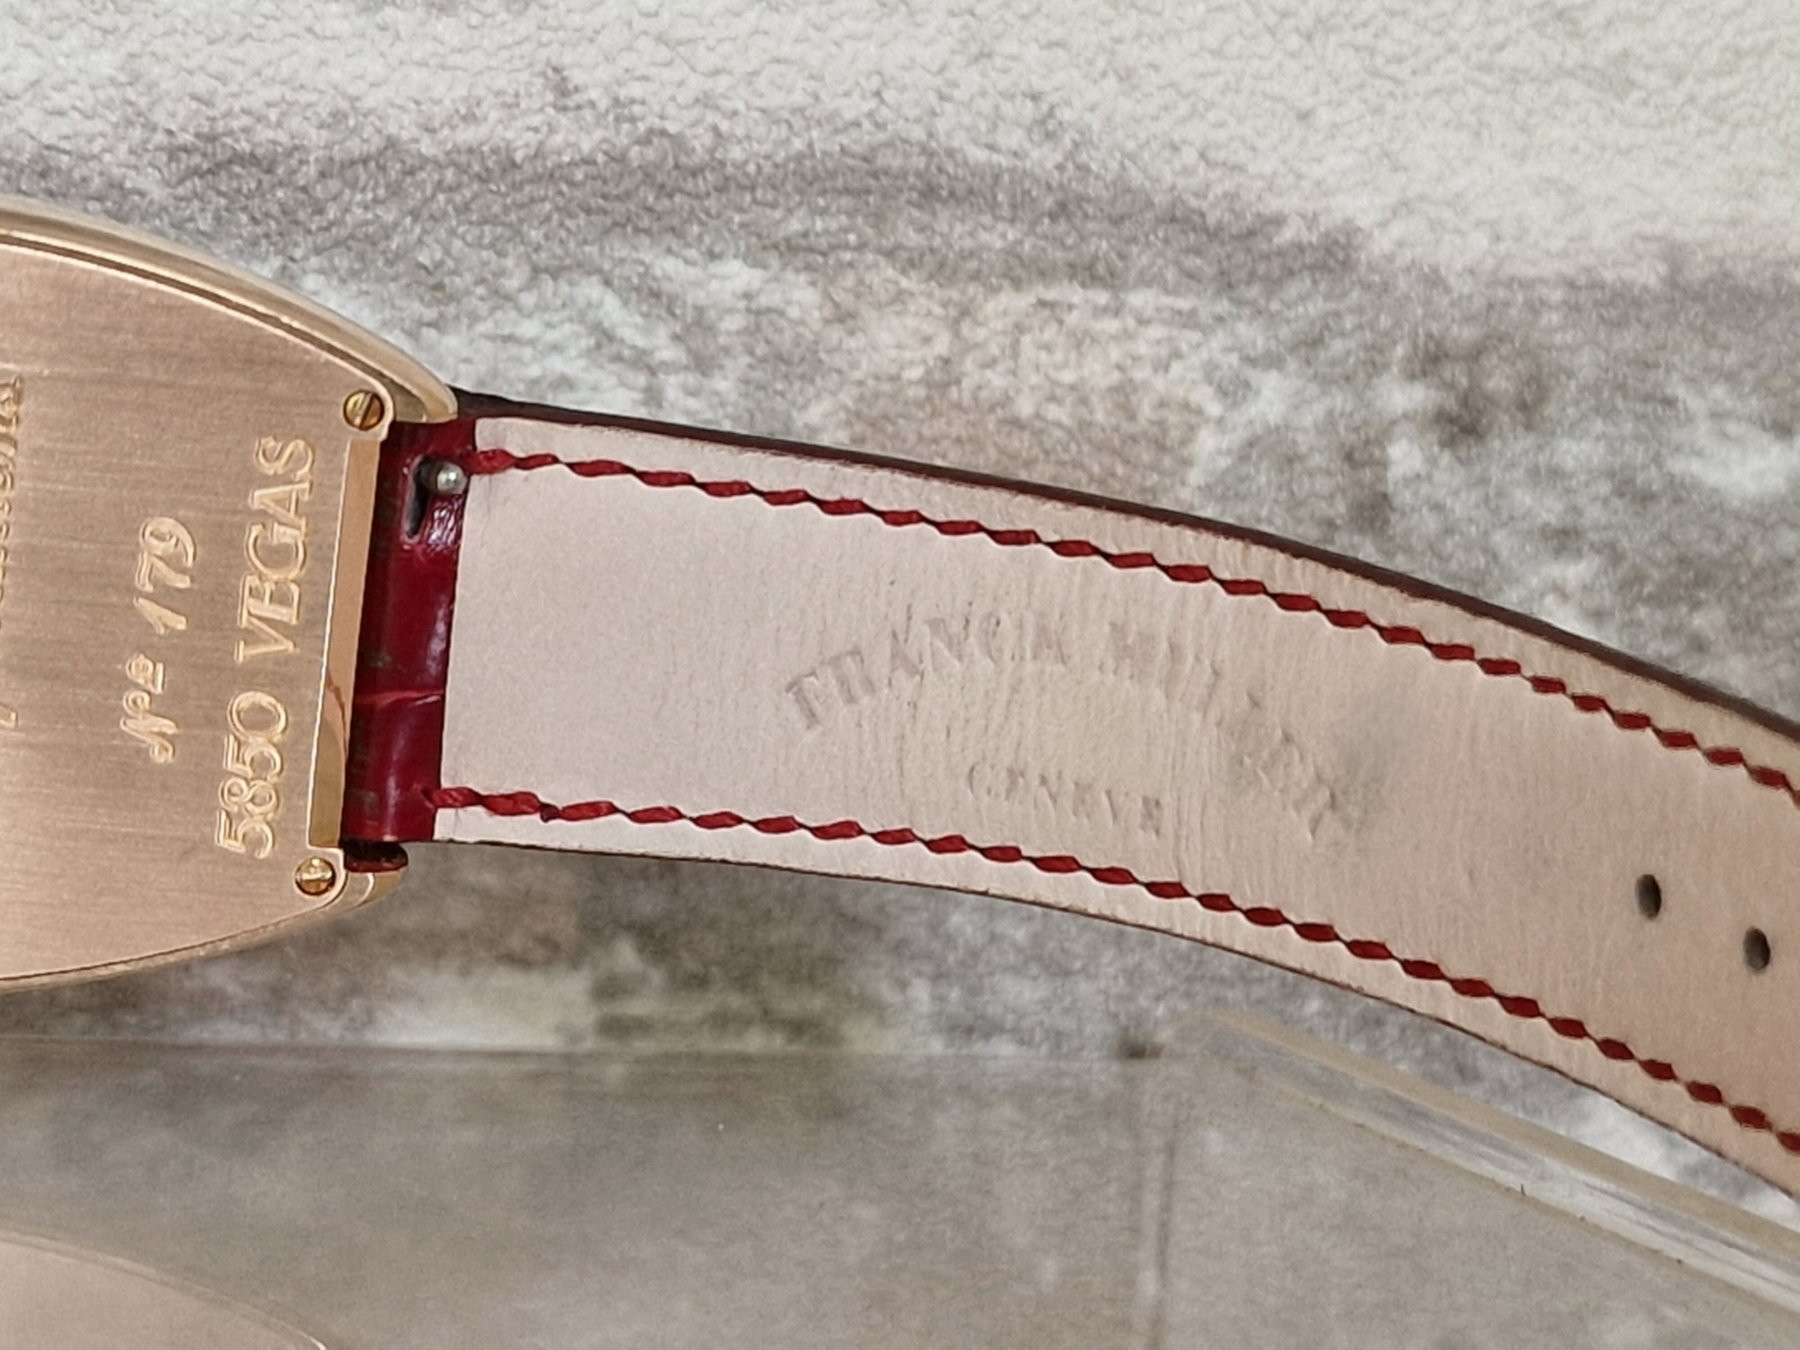 Nº 179
5850 VEGAS
FRANCK MULLER
GENEVE